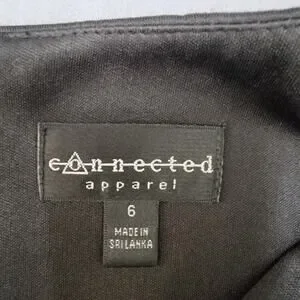 connected
apparel
6
MADE IN
SRI LANKA